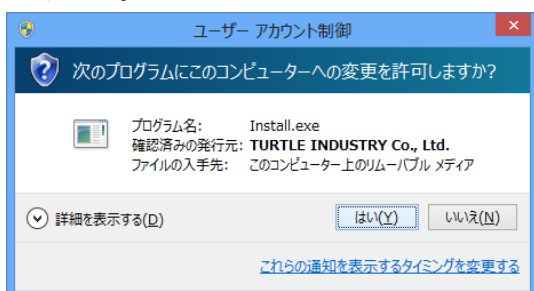 ユーザー アカウント制御
次のプログラムにこのコンピューターへの変更を許可しますか?
プログラム名: Install.exe
確認済みの発行元: TURTLE INDUSTRY Co., Ltd.
ファイルの入手先: このコンピューター上のリムーバブル メディア
詳細を表示する(D) はい(Y) いいえ(N)
これらの通知を表示するタイミングを変更する